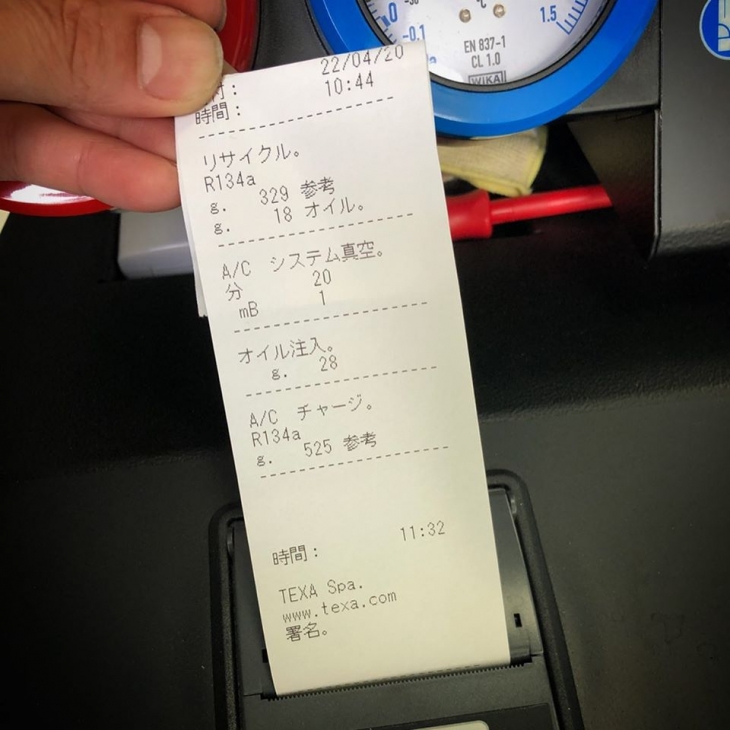 22/04/20
時間： 10:44
リサイクル。
R134a
g. 329 参考
g. 18 オイル。
A/C システム真空。
分 20
mB 1
オイル注入。
g. 28
A/C チャージ。
R134a
g. 525 参考
時間： 11:32
TEXA Spa.
www.texa.com
署名。
0
-0.1
°C
1.5
EN 837-1
CL 1.0
WIKA